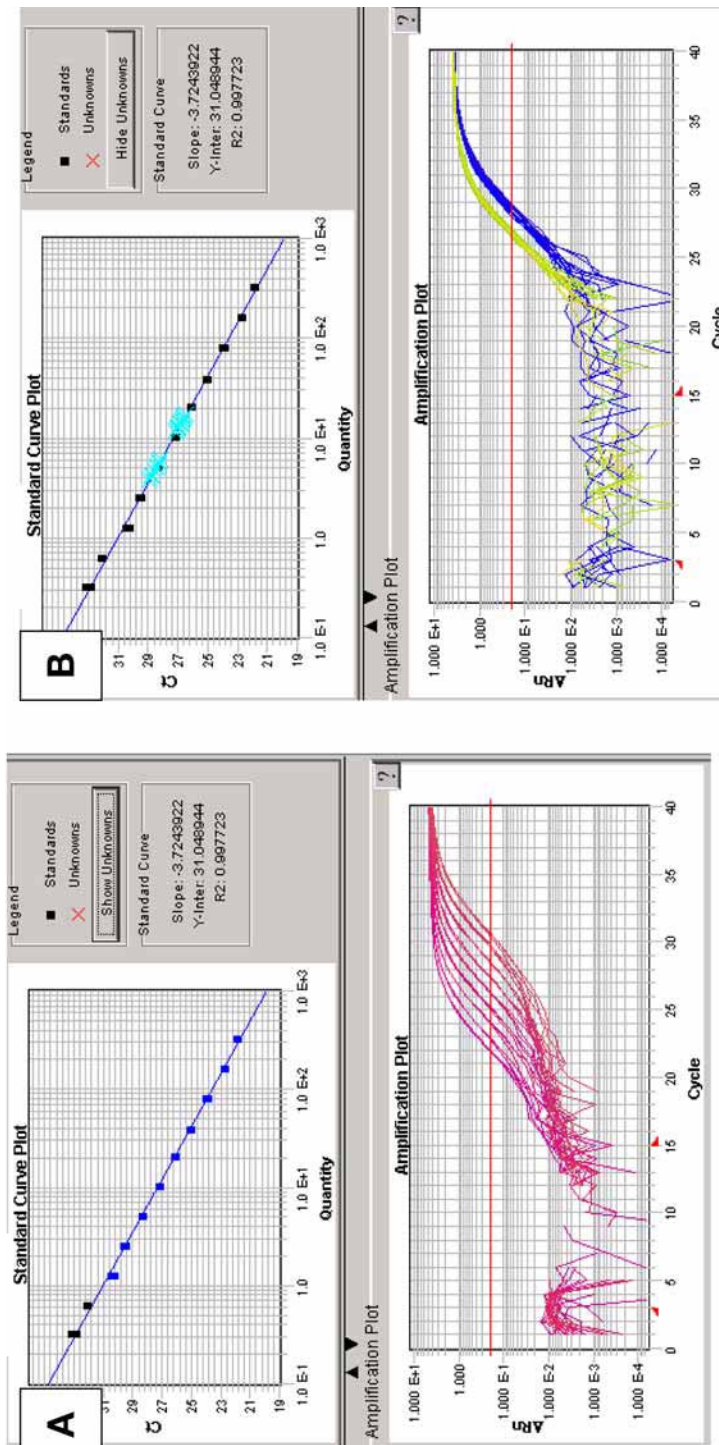 A
Standard Curve Plot
Ct
31
29
27
25
23
21
19
1.0 E-1
1.0
1.0 E+1
1.0 E+2
1.0 E+3
Quantity
Legend
Standards
Unknowns
Show Unknowns
Standard Curve
Slope: -3.7243922
Y-Inter: 31.048944
R2: 0.997723
Amplification Plot
?
Amplification Plot
ΔRn
1.000 E+1
1.000
1.000 E-1
1.000 E-2
1.000 E-3
1.000 E-4
0
5
10
15
20
25
30
35
40
Cycle
B
Standard Curve Plot
Ct
31
29
27
25
23
21
19
1.0 E-1
1.0
1.0 E+1
1.0 E+2
1.0 E+3
Quantity
Legend
Standards
Unknowns
Hide Unknowns
Standard Curve
Slope: -3.7243922
Y-Inter: 31.048944
R2: 0.997723
Amplification Plot
?
Amplification Plot
ΔRn
1.000 E+1
1.000
1.000 E-1
1.000 E-2
1.000 E-3
1.000 E-4
0
5
10
15
20
25
30
35
40
Cycle